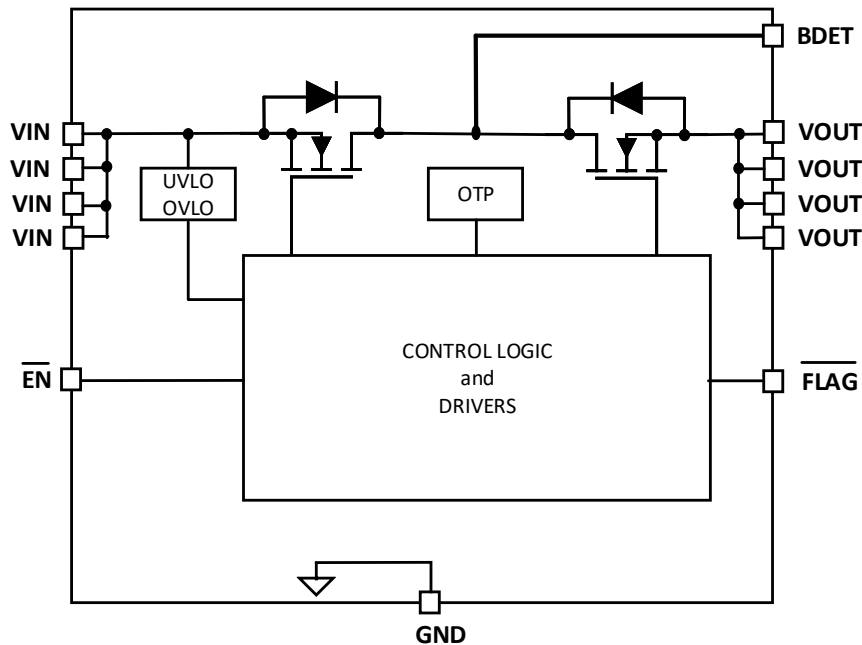 BDET
VIN
VOUT
VIN
VOUT
UVLO
OVLO
OTP
VIN
VOUT
VIN
VOUT
CONTROL LOGIC
and
DRIVERS
EN
FLAG
GND